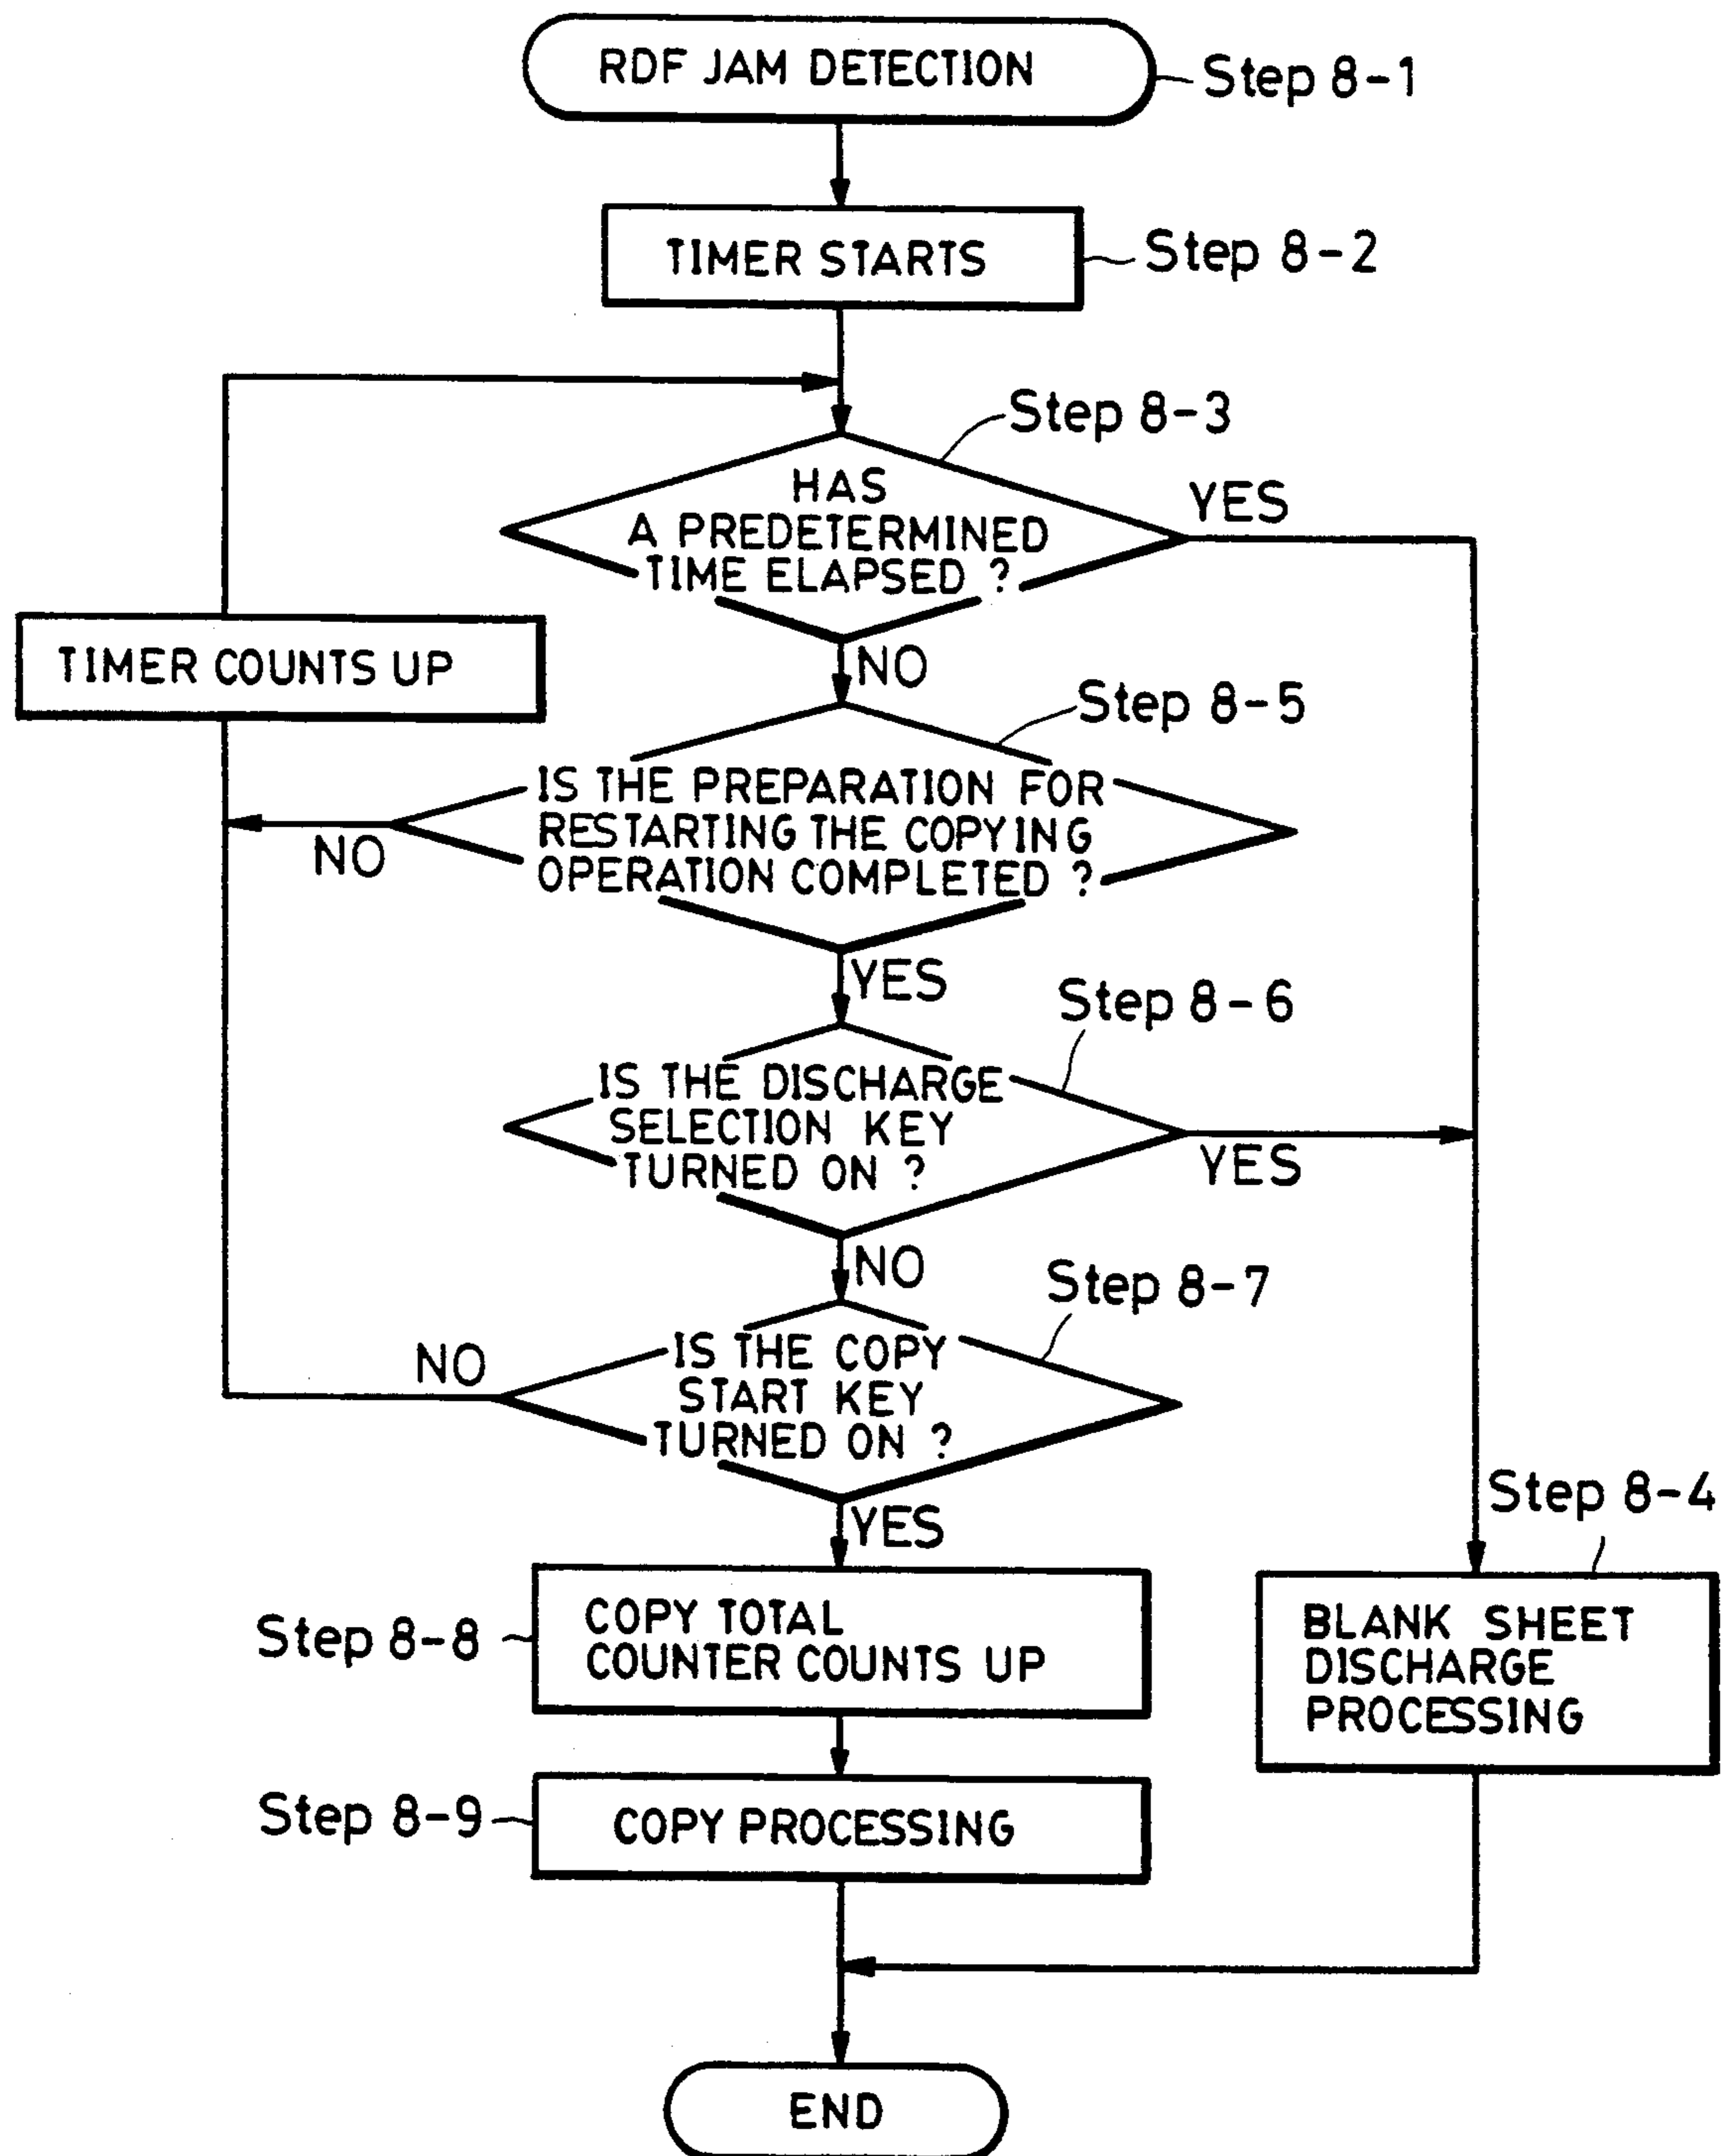 RDF JAM DETECTION
Step 8-1
TIMER STARTS
Step 8-2
Step 8-3
HAS
A PREDETERMINED
TIME ELAPSED ?
YES
NO
TIMER COUNTS UP
Step 8-5
IS THE PREPARATION FOR
RESTARTING THE COPYING
OPERATION COMPLETED ?
NO
YES
Step 8-6
IS THE DISCHARGE
SELECTION KEY
TURNED ON ?
YES
NO
Step 8-7
IS THE COPY
START KEY
TURNED ON ?
NO
YES
Step 8-4
BLANK SHEET
DISCHARGE
PROCESSING
Step 8-8
COPY TOTAL
COUNTER COUNTS UP
Step 8-9
COPY PROCESSING
END